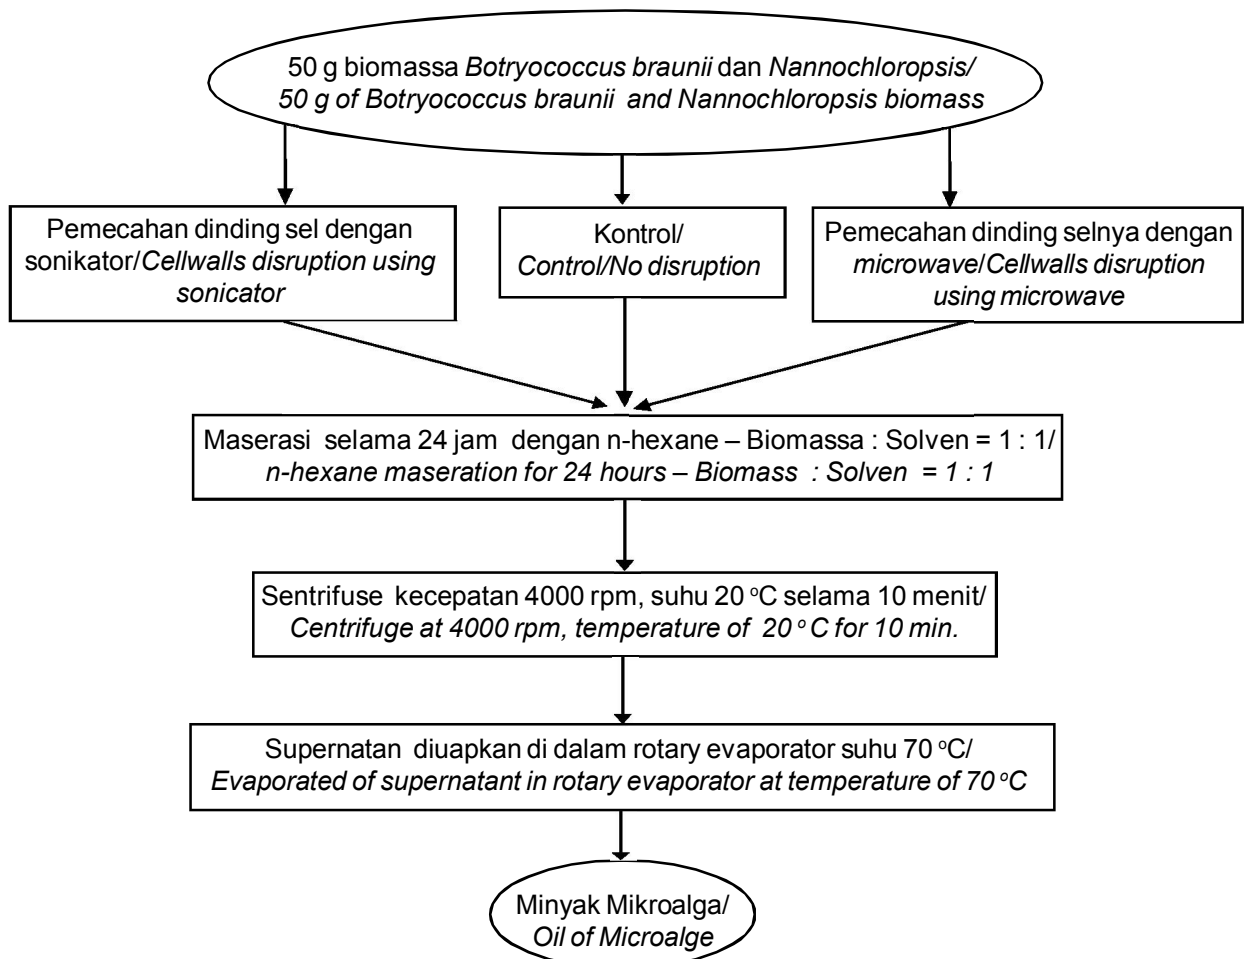 50 g biomassa Botryococcus braunii dan Nannochloropsis/
50 g of Botryococcus braunii and Nannochloropsis biomass
Pemecahan dinding sel dengan
sonikator/Cellwalls disruption using
sonicator
Kontrol/
Control/No disruption
Pemecahan dinding selnya dengan
microwave/Cellwalls disruption
using microwave
Maserasi selama 24 jam dengan n-hexane – Biomassa : Solven = 1 : 1/
n-hexane maseration for 24 hours – Biomass : Solven = 1 : 1
Sentrifuse kecepatan 4000 rpm, suhu 20 °C selama 10 menit/
Centrifuge at 4000 rpm, temperature of 20 °C for 10 min.
Supernatan diuapkan di dalam rotary evaporator suhu 70 °C/
Evaporated of supernatant in rotary evaporator at temperature of 70 °C
Minyak Mikroalga/
Oil of Microalge